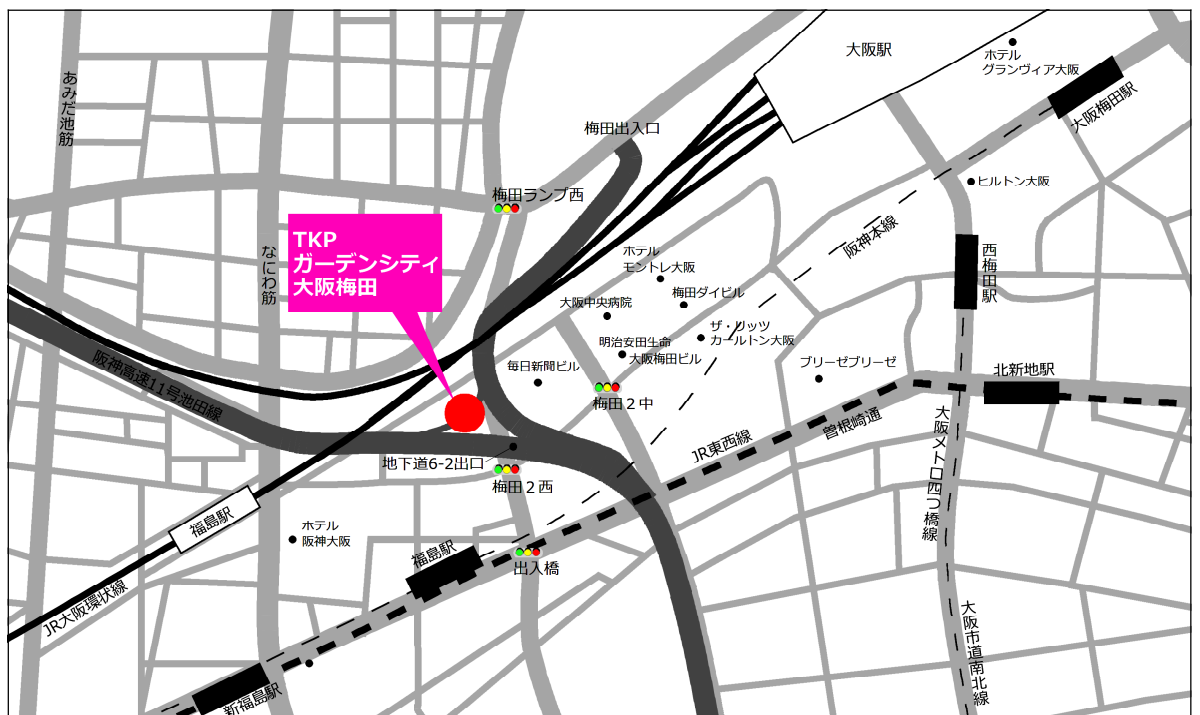 大阪駅
ホテル
グランヴィア大阪
あみだ池筋
大阪梅田駅
梅田出入口
ヒルトン大阪
梅田ランプ西
TKP
ガーデンシティ
大阪梅田
なにわ筋
阪神本線
西梅田駅
ホテル
モントレ大阪
梅田ダイビル
大阪中央病院
ザ・リッツ
カールトン大阪
明治安田生命
大阪梅田ビル
毎日新聞ビル
ブリーゼブリーゼ
北新地駅
阪神高速11号池田線
梅田2中
曽根崎通
JR東西線
大阪メトロ四つ橋線
地下道6-2出口
梅田2西
福島駅
ホテル
阪神大阪
福島駅
出入橋
JR大阪環状線
大阪市道南北線
新福島駅